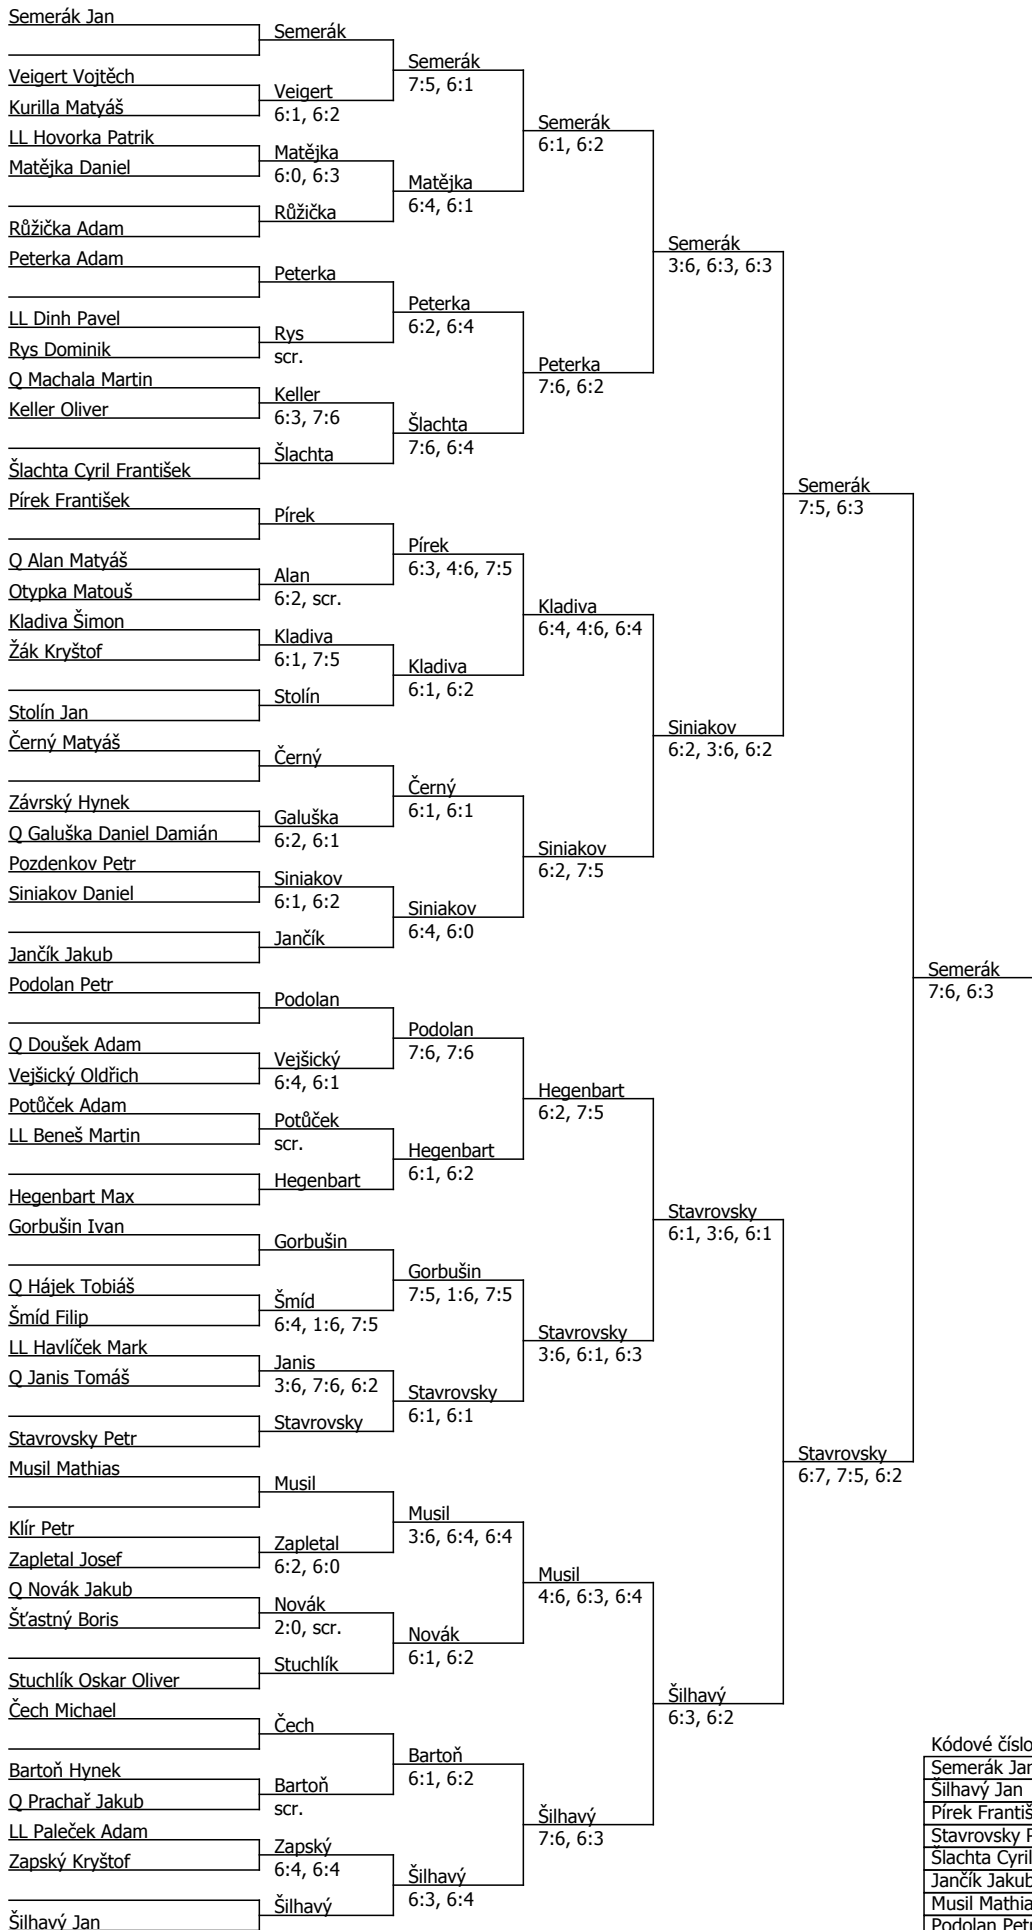 Semerák Jan
Semerák
Semerák
7:5, 6:1
Veigert Vojtěch
Veigert
6:1, 6:2
Kurilla Matyáš
Semerák
6:1, 6:2
LL Hovorka Patrik
Matějka
6:0, 6:3
Matějka Daniel
Matějka
6:4, 6:1
Růžička
Růžička Adam
Semerák
3:6, 6:3, 6:3
Peterka Adam
Peterka
Peterka
6:2, 6:4
LL Dinh Pavel
Rys
scr.
Rys Dominik
Peterka
7:6, 6:2
Q Machala Martin
Keller
6:3, 7:6
Keller Oliver
Šlachta
7:6, 6:4
Šlachta
Šlachta Cyril František
Semerák
7:5, 6:3
Pírek František
Pírek
Pírek
6:3, 4:6, 7:5
Q Alan Matyáš
Alan
6:2, scr.
Otypka Matouš
Kladiva
6:4, 4:6, 6:4
Kladiva Šimon
Kladiva
6:1, 7:5
Žák Kryštof
Kladiva
6:1, 6:2
Stolín
Stolín Jan
Siniakov
6:2, 3:6, 6:2
Černý Matyáš
Černý
Černý
6:1, 6:1
Závrský Hynek
Galuška
6:2, 6:1
Q Galuška Daniel Damián
Siniakov
6:2, 7:5
Pozdenkov Petr
Siniakov
6:1, 6:2
Siniakov Daniel
Siniakov
6:4, 6:0
Jančík
Jančík Jakub
Semerák
7:6, 6:3
Podolan Petr
Podolan
Podolan
7:6, 7:6
Q Doušek Adam
Vejšický
6:4, 6:1
Vejšický Oldřich
Hegenbart
6:2, 7:5
Potůček Adam
Potůček
scr.
LL Beneš Martin
Hegenbart
6:1, 6:2
Hegenbart
Hegenbart Max
Stavrovsky
6:1, 3:6, 6:1
Gorbušin Ivan
Gorbušin
Gorbušin
7:5, 1:6, 7:5
Q Hájek Tobiáš
Šmíd
6:4, 1:6, 7:5
Šmíd Filip
Stavrovsky
3:6, 6:1, 6:3
LL Havlíček Mark
Janis
3:6, 7:6, 6:2
Q Janis Tomáš
Stavrovsky
6:1, 6:1
Stavrovsky
Stavrovsky Petr
Stavrovsky
6:7, 7:5, 6:2
Musil Mathias
Musil
Musil
3:6, 6:4, 6:4
Klír Petr
Zapletal
6:2, 6:0
Zapletal Josef
Musil
4:6, 6:3, 6:4
Q Novák Jakub
Novák
2:0, scr.
Šťastný Boris
Novák
6:1, 6:2
Stuchlík
Stuchlík Oskar Oliver
Šilhavý
6:3, 6:2
Čech Michael
Čech
Bartoň
6:1, 6:2
Bartoň Hynek
Bartoň
scr.
Q Prachař Jakub
Šilhavý
7:6, 6:3
LL Paleček Adam
Zapský
6:4, 6:4
Zapský Kryštof
Šilhavý
6:3, 6:4
Šilhavý
Šilhavý Jan
Kódové číslo
Semerák Jan
Šilhavý Jan
Pírek Františ
Stavrovsky P
Šlachta Cyril
Jančík Jakub
Musil Mathia
Podolan Petr